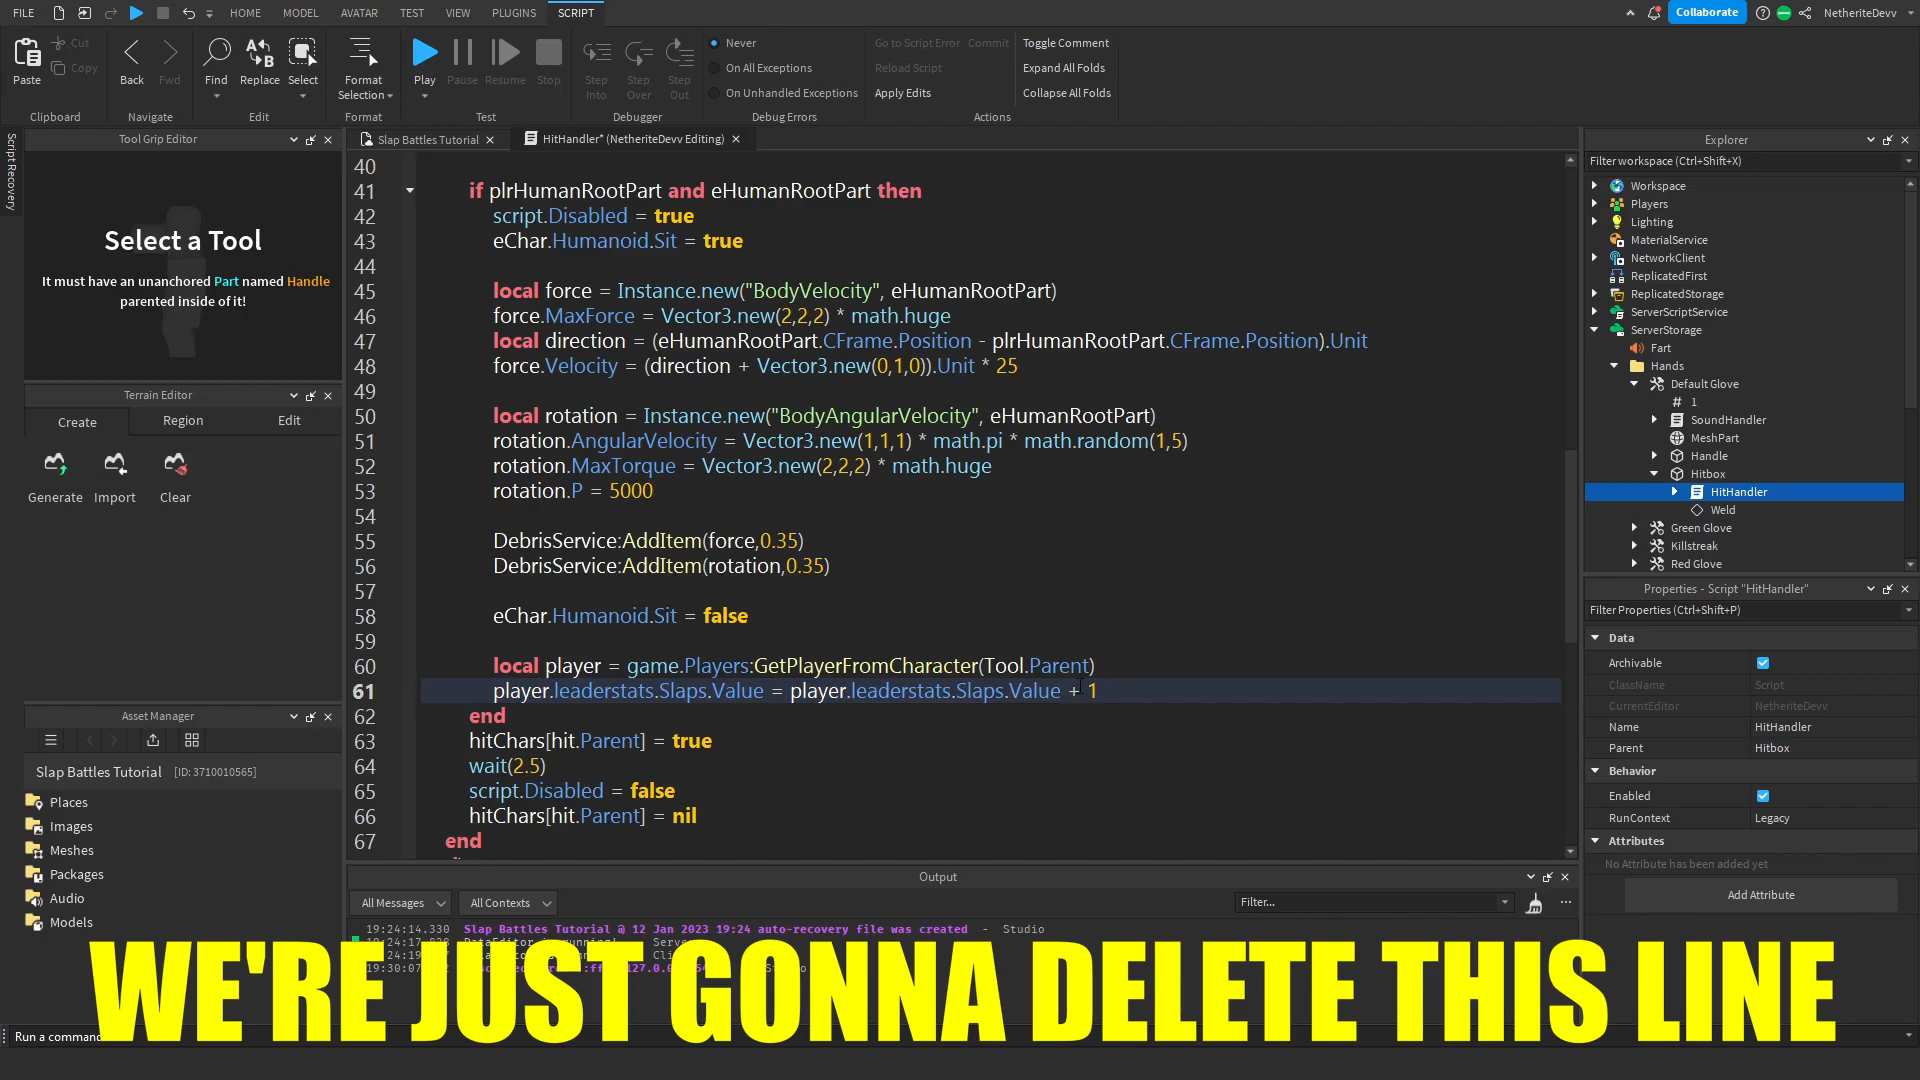 FILE HOME MODEL AVATAR TEST VIEW PLUGINS SCRIPT Collaborate NetheriteDevv
Paste Cut Copy Back Fwd Find Replace Select Format Selection Play Pause Resume Stop Step Into Step Over Step Out
Never
On All Exceptions
On Unhandled Exceptions
Go to Script Error Commit
Reload Script
Apply Edits
Toggle Comment
Expand All Folds
Collapse All Folds
Clipboard Navigate Edit Format Test Debugger Debug Errors Actions
Script Recovery
Tool Grip Editor
Select a Tool
It must have an unanchored Part named Handle
parented inside of it!
Terrain Editor
Create Region Edit
Generate Import Clear
Asset Manager
Slap Battles Tutorial [ID: 3710010565]
Places
Images
Meshes
Packages
Audio
Models
Slap Battles Tutorial HitHandler* (NetheriteDevv Editing)
40
41 if plrHumanRootPart and eHumanRootPart then
42 script.Disabled = true
43 eChar.Humanoid.Sit = true
44
45 local force = Instance.new("BodyVelocity", eHumanRootPart)
46 force.MaxForce = Vector3.new(2,2,2) * math.huge
47 local direction = (eHumanRootPart.CFrame.Position - plrHumanRootPart.CFrame.Position).Unit
48 force.Velocity = (direction + Vector3.new(0,1,0)).Unit * 25
49
50 local rotation = Instance.new("BodyAngularVelocity", eHumanRootPart)
51 rotation.AngularVelocity = Vector3.new(1,1,1) * math.pi * math.random(1,5)
52 rotation.MaxTorque = Vector3.new(2,2,2) * math.huge
53 rotation.P = 5000
54
55 DebrisService:AddItem(force,0.35)
56 DebrisService:AddItem(rotation,0.35)
57
58 eChar.Humanoid.Sit = false
59
60 local player = game.Players:GetPlayerFromCharacter(Tool.Parent)
61 player.leaderstats.Slaps.Value = player.leaderstats.Slaps.Value + 1
62 end
63 hitChars[hit.Parent] = true
64 wait(2.5)
65 script.Disabled = false
66 hitChars[hit.Parent] = nil
67 end
Output
All Messages All Contexts Filter...
19:24:14.330 Slap Battles Tutorial @ 12 Jan 2023 19:24 auto-recovery file was created - Studio
Explorer
Filter workspace (Ctrl+Shift+X)
Workspace
Players
Lighting
MaterialService
NetworkClient
ReplicatedFirst
ReplicatedStorage
ServerScriptService
ServerStorage
Fart
Hands
Default Glove
# 1
SoundHandler
MeshPart
Handle
Hitbox
HitHandler
Weld
Green Glove
Killstreak
Red Glove
Properties - Script "HitHandler"
Filter Properties (Ctrl+Shift+P)
Data
Archivable
ClassName Script
CurrentEditor NetheriteDevv
Name HitHandler
Parent Hitbox
Behavior
Enabled
RunContext Legacy
Attributes
No Attribute has been added yet
Add Attribute
WE'RE JUST GONNA DELETE THIS LINE
Run a command